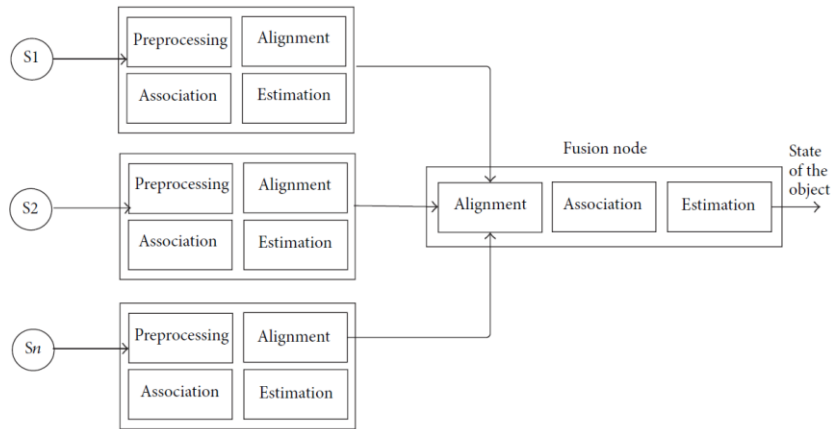 S1
Preprocessing
Alignment
Association
Estimation
S2
Preprocessing
Alignment
Association
Estimation
Sn
Preprocessing
Alignment
Association
Estimation
Fusion node
Alignment
Association
Estimation
State
of the
object